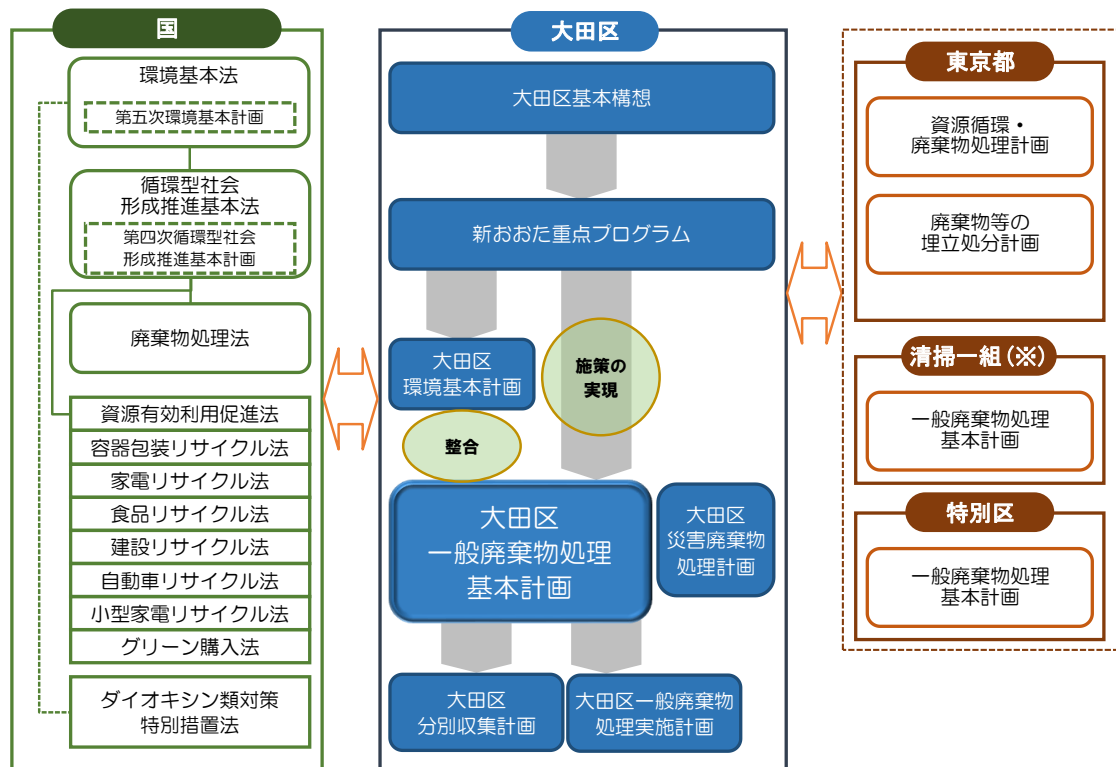 国
環境基本法
第五次環境基本計画
循環型社会
形成推進基本法
第四次循環型社会
形成推進基本計画
廃棄物処理法
資源有効利用促進法
容器包装リサイクル法
家電リサイクル法
食品リサイクル法
建設リサイクル法
自動車リサイクル法
小型家電リサイクル法
グリーン購入法
ダイオキシン類対策
特別措置法
大田区
大田区基本構想
新おおた重点プログラム
大田区
環境基本計画
施策の
実現
整合
大田区
一般廃棄物処理
基本計画
大田区
災害廃棄物
処理計画
大田区
分別収集計画
大田区一般廃棄物
処理実施計画
東京都
資源循環・
廃棄物処理計画
廃棄物等の
埋立処分計画
清掃一組(※)
一般廃棄物処理
基本計画
特別区
一般廃棄物処理
基本計画